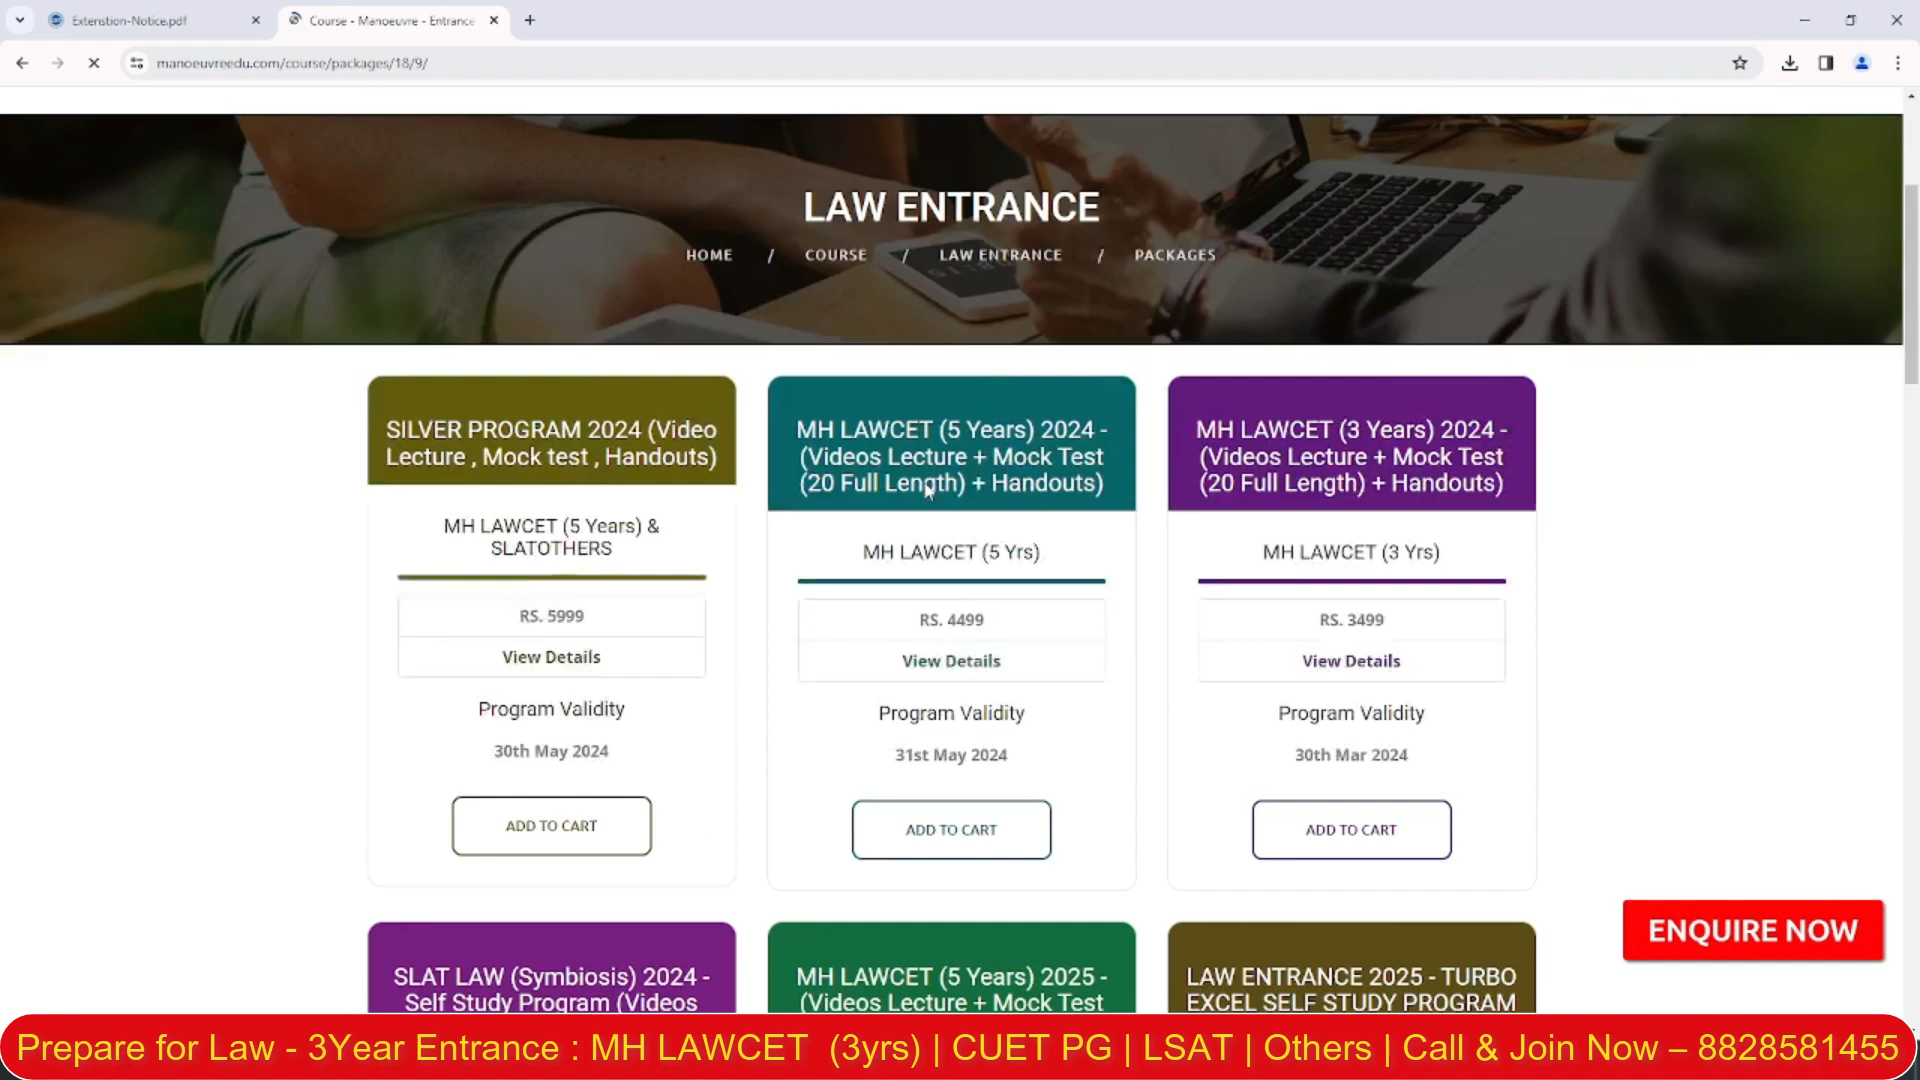 Extenstion-Notice.pdf
Course - Manoeuvre - Entrance
manoeuvreedu.com/course/packages/18/9/
LAW ENTRANCE
HOME / COURSE / LAW ENTRANCE / PACKAGES
SILVER PROGRAM 2024 (Video
Lecture , Mock test , Handouts)
MH LAWCET (5 Years) &
SLATOTHERS
RS. 5999
View Details
Program Validity
30th May 2024
ADD TO CART
MH LAWCET (5 Years) 2024 -
(Videos Lecture + Mock Test
(20 Full Length) + Handouts)
MH LAWCET (5 Yrs)
RS. 4499
View Details
Program Validity
31st May 2024
ADD TO CART
MH LAWCET (3 Years) 2024 -
(Videos Lecture + Mock Test
(20 Full Length) + Handouts)
MH LAWCET (3 Yrs)
RS. 3499
View Details
Program Validity
30th Mar 2024
ADD TO CART
SLAT LAW (Symbiosis) 2024 -
Self Study Program (Videos
MH LAWCET (5 Years) 2025 -
(Videos Lecture + Mock Test
LAW ENTRANCE 2025 - TURBO
EXCEL SELF STUDY PROGRAM
ENQUIRE NOW
Prepare for Law - 3Year Entrance : MH LAWCET (3yrs) | CUET PG | LSAT | Others | Call & Join Now – 8828581455